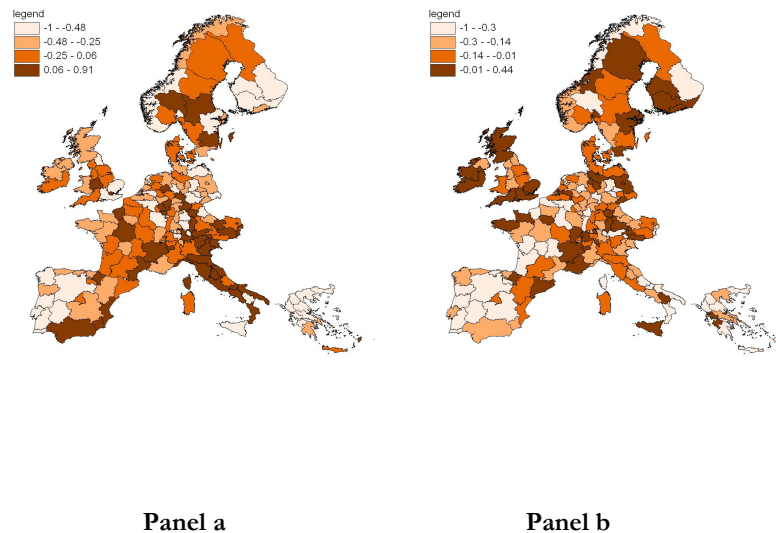 legend
-1 - -0.48
-0.48 - -0.25
-0.25 - 0.06
0.06 - 0.91
legend
-1 - -0.3
-0.3 - -0.14
-0.14 - -0.01
-0.01 - 0.44
Panel a
Panel b